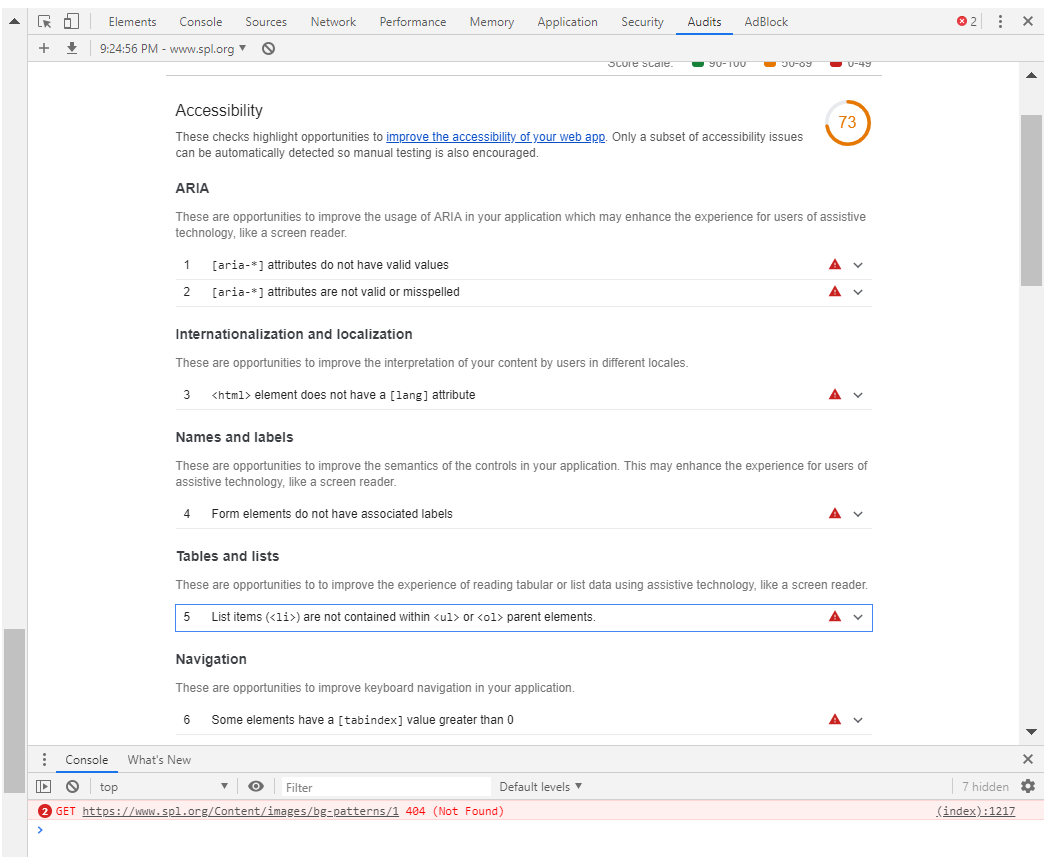 Elements Console Sources Network Performance Memory Application Security Audits AdBlock 2
9:24:56 PM - www.spl.org
Score scale: 90-100 50-89 0-49
Accessibility
73
These checks highlight opportunities to improve the accessibility of your web app. Only a subset of accessibility issues
can be automatically detected so manual testing is also encouraged.
ARIA
These are opportunities to improve the usage of ARIA in your application which may enhance the experience for users of assistive
technology, like a screen reader.
1 [aria-*] attributes do not have valid values
2 [aria-*] attributes are not valid or misspelled
Internationalization and localization
These are opportunities to improve the interpretation of your content by users in different locales.
3 <html> element does not have a [lang] attribute
Names and labels
These are opportunities to improve the semantics of the controls in your application. This may enhance the experience for users of
assistive technology, like a screen reader.
4 Form elements do not have associated labels
Tables and lists
These are opportunities to to improve the experience of reading tabular or list data using assistive technology, like a screen reader.
5 List items (<li>) are not contained within <ul> or <ol> parent elements.
Navigation
These are opportunities to improve keyboard navigation in your application.
6 Some elements have a [tabindex] value greater than 0
Console What's New
top Filter Default levels 7 hidden
2 GET https://www.spl.org/Content/images/bg-patterns/1 404 (Not Found) (index):1217